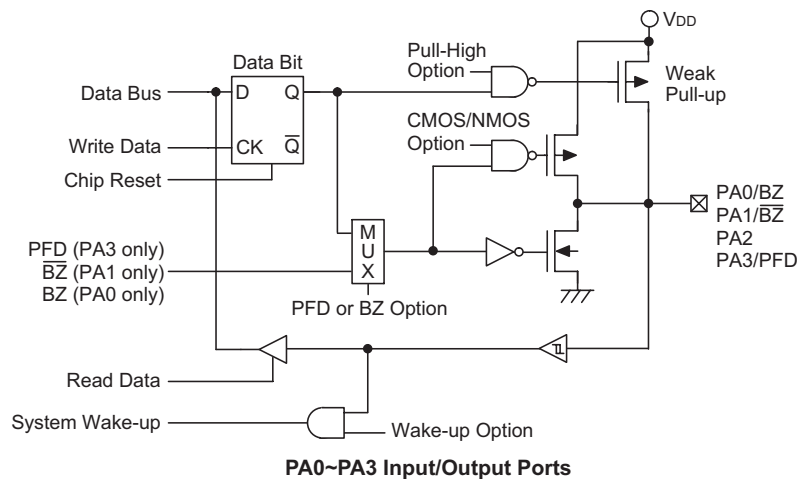 VDD
Pull-High
Option
Weak
Pull-up
Data Bit
Data Bus
D
Q
CMOS/NMOS
Option
Write Data
CK
Q̅
Chip Reset
PA0/BZ
PA1/B̅Z̅
PA2
PA3/PFD
M
U
X
PFD (PA3 only)
B̅Z̅ (PA1 only)
BZ (PA0 only)
PFD or BZ Option
Read Data
System Wake-up
Wake-up Option
PA0~PA3 Input/Output Ports